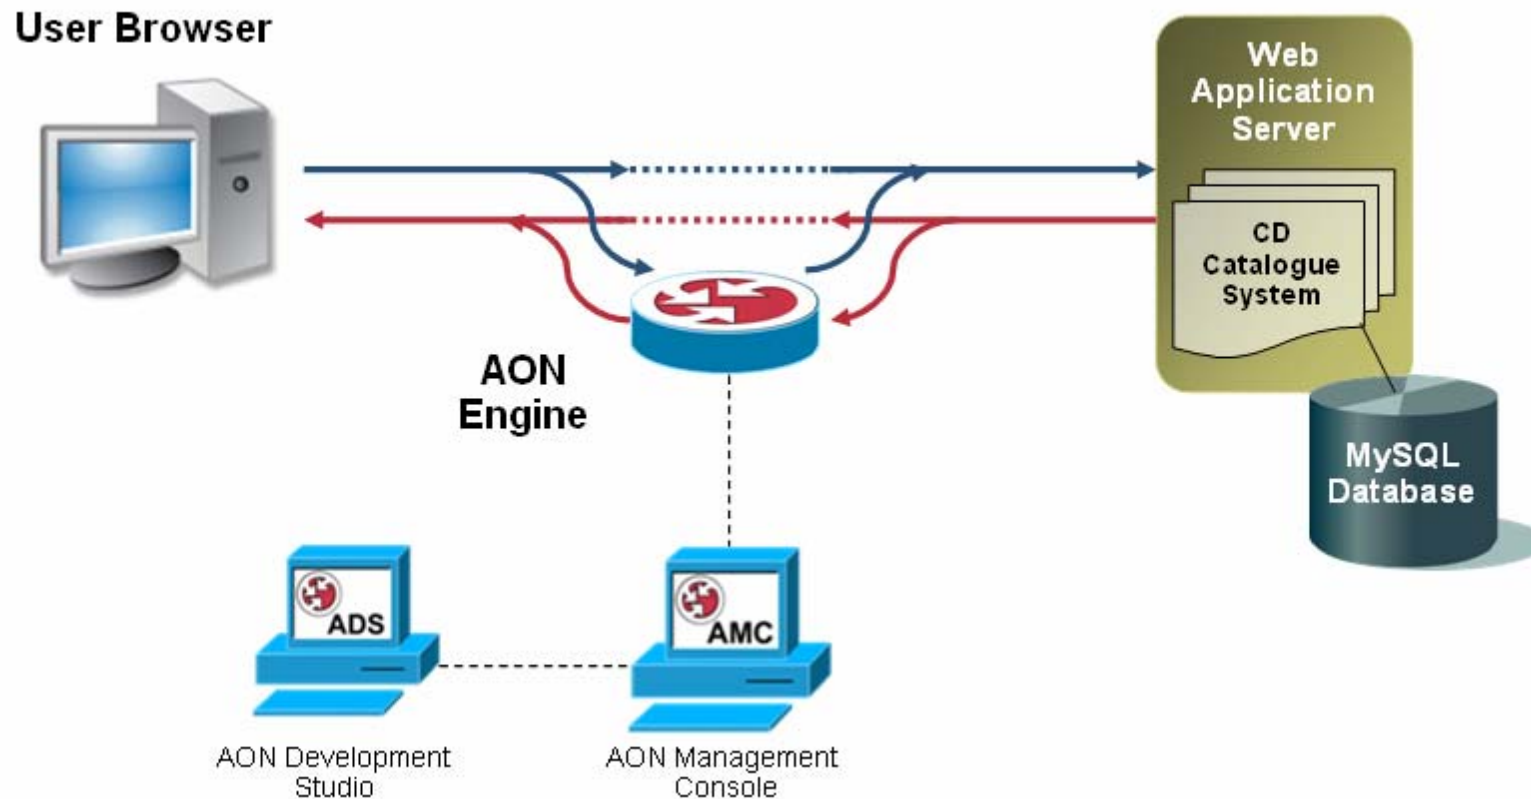 User Browser
Web
Application
Server
CD
Catalogue
System
AON
Engine
MySQL
Database
ADS
AMC
AON Development
Studio
AON Management
Console